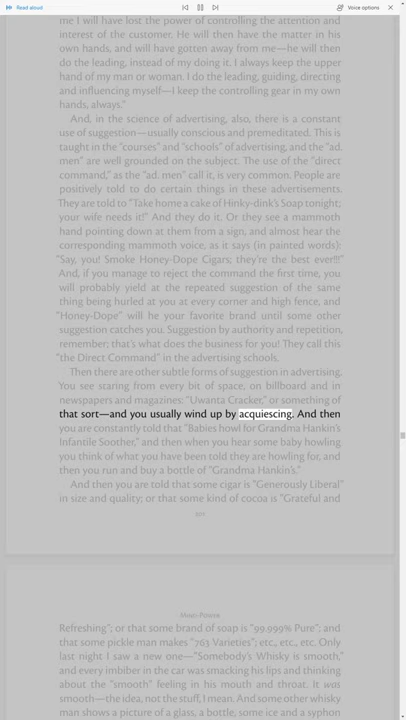 Read aloud
Voice options
me I will have lost the power of controlling the attention and
interest of the customer. He will then have the matter in his
own hands, and will have gotten away from me—he will then
do the leading, instead of my doing it. I always keep the upper
hand of my man or woman. I do the leading, guiding, directing
and influencing myself—I keep the controlling gear in my own
hands, always."
And, in the science of advertising, also, there is a constant
use of suggestion—usually conscious and premeditated. This is
taught in the "courses" and "schools" of advertising, and the "ad.
men" are well grounded on the subject. The use of the "direct
command," as the "ad. men" call it, is very common. People are
positively told to do certain things in these advertisements.
They are told to "Take home a cake of Hinky-dink's Soap tonight;
your wife needs it!" And they do it. Or they see a mammoth
hand pointing down at them from a sign, and almost hear the
corresponding mammoth voice, as it says (in painted words):
"Say, you! Smoke Honey-Dope Cigars; they're the best ever!!!"
And, if you manage to reject the command the first time, you
will probably yield at the repeated suggestion of the same
thing being hurled at you at every corner and high fence, and
"Honey-Dope" will be your favorite brand until some other
suggestion catches you. Suggestion by authority and repetition,
remember; that's what does the business for you! They call this
"the Direct Command" in the advertising schools.
Then there are other subtle forms of suggestion in advertising.
You see staring from every bit of space, on billboard and in
newspapers and magazines: "Uwanta Cracker," or something of
that sort—and you usually wind up by acquiescing. And then
you are constantly told that "Babies howl for Grandma Hankin's
Infantile Soother," and then when you hear some baby howling
you think of what you have been told they are howling for, and
then you run and buy a bottle of "Grandma Hankin's."
And then you are told that some cigar is "Generously Liberal"
in size and quality; or that some kind of cocoa is "Grateful and
Mind-Power
Refreshing"; or that some brand of soap is "99.999% Pure"; and
that some pickle man makes "763 Varieties"; etc., etc., etc. Only
last night I saw a new one—"Somebody's Whisky is smooth,"
and every imbiber in the car was smacking his lips and thinking
about the "smooth" feeling in his mouth and throat. It was
smooth—the idea, not the stuff, I mean. And some other whisky
man shows a picture of a glass, a bottle, some ice and a syphon